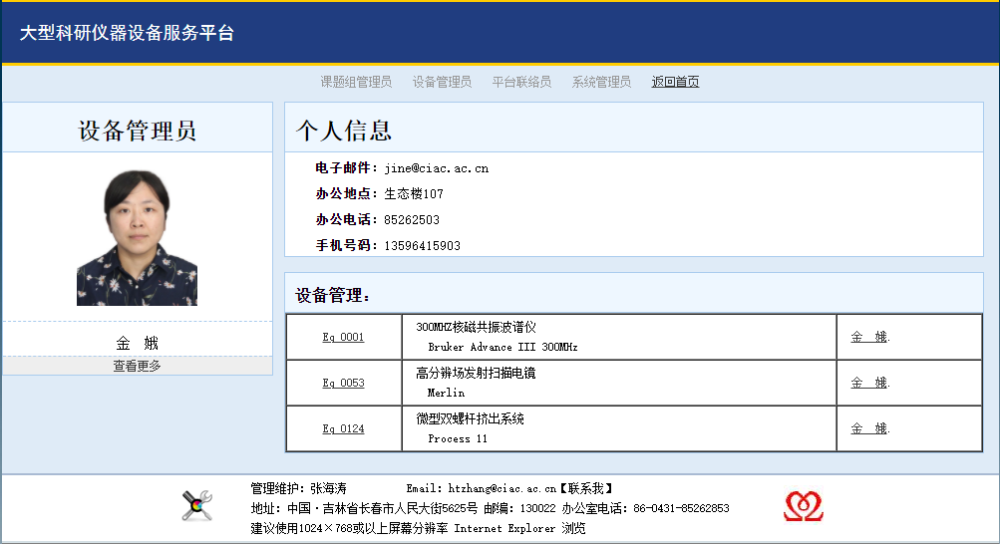 大型科研仪器设备服务平台
课题组管理员 设备管理员 平台联络员 系统管理员 返回首页
设备管理员
金 娥
查看更多
个人信息
电子邮件：jine@ciac.ac.cn
办公地点：生态楼107
办公电话：85262503
手机号码：13596415903
设备管理：
Eq 0001 300MHZ核磁共振波谱仪 金 娥.
Bruker Advance III 300MHz
Eq 0053 高分辨场发射扫描电镜 金 娥.
Merlin
Eq 0124 微型双螺杆挤出系统 金 娥.
Process 11
管理维护：张海涛 Email: htzhang@ciac.ac.cn【联系我】
地址：中国·吉林省长春市人民大街5625号 邮编：130022 办公室电话：86-0431-85262853
建议使用1024×768或以上屏幕分辨率 Internet Explorer 浏览